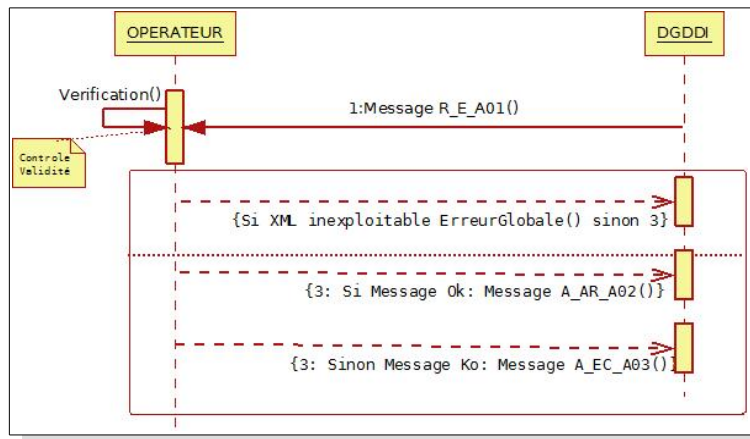 OPERATEUR
DGDDI
Verification()
1:Message R_E_A01()
Controle
Validité
{Si XML inexploitable ErreurGlobale() sinon 3}
{3: Si Message Ok: Message A_AR_A02()}
{3: Sinon Message Ko: Message A_EC_A03()}